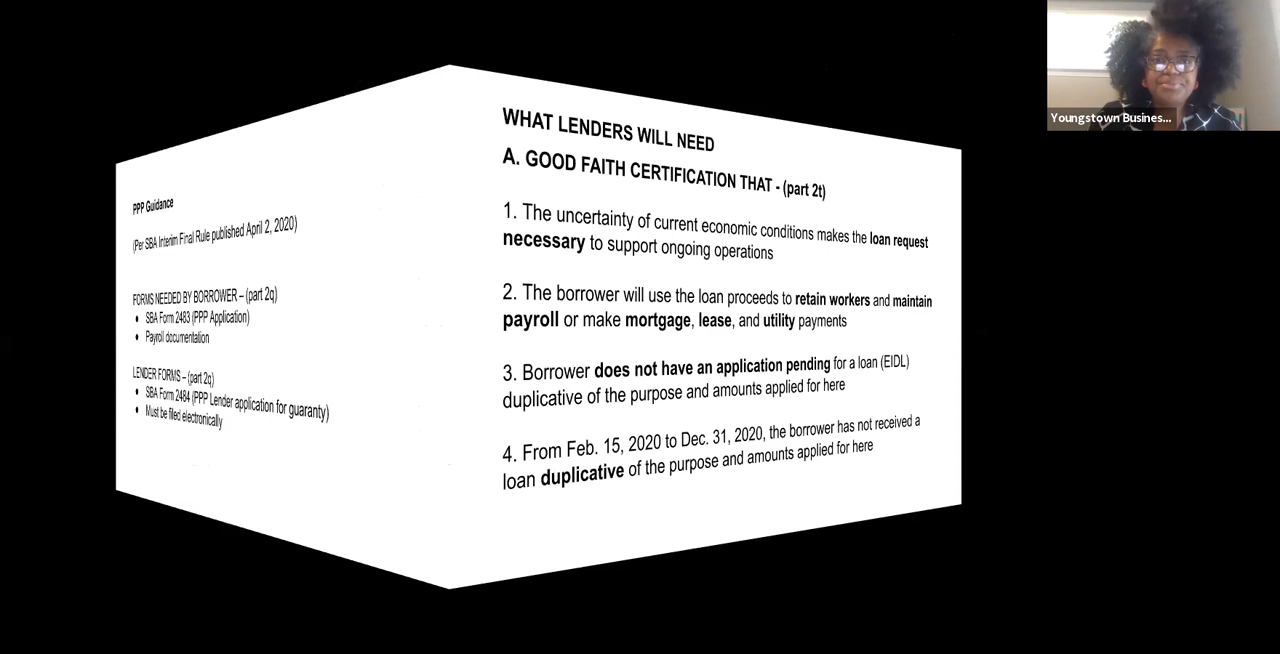 PPP Guidance
(Per SBA Interim Final Rule published April 2, 2020)
FORMS NEEDED BY BORROWER – (part 2q)
• SBA Form 2483 (PPP Application)
• Payroll documentation
LENDER FORMS – (part 2q)
• SBA Form 2484 (PPP Lender application for guaranty)
• Must be filed electronically
WHAT LENDERS WILL NEED
A. GOOD FAITH CERTIFICATION THAT - (part 2t)
1. The uncertainty of current economic conditions makes the loan request
necessary to support ongoing operations
2. The borrower will use the loan proceeds to retain workers and maintain
payroll or make mortgage, lease, and utility payments
3. Borrower does not have an application pending for a loan (EIDL)
duplicative of the purpose and amounts applied for here
4. From Feb. 15, 2020 to Dec. 31, 2020, the borrower has not received a
loan duplicative of the purpose and amounts applied for here
Youngstown Busines...